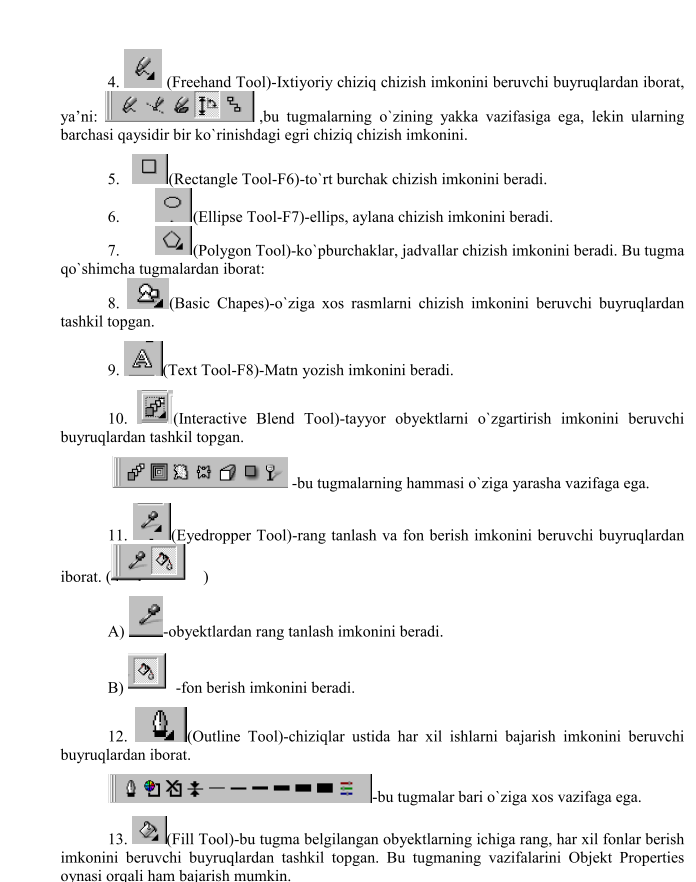 4. (Freehand Tool)-Ixtiyoriy chiziq chizish imkonini beruvchi buyruqlardan iborat,
ya’ni: ,bu tugmalarning o`zining yakka vazifasiga ega, lekin ularning
barchasi qaysidir bir ko`rinishdagi egri chiziq chizish imkonini.
5. (Rectangle Tool-F6)-to`rt burchak chizish imkonini beradi.
6. (Ellipse Tool-F7)-ellips, aylana chizish imkonini beradi.
7. (Polygon Tool)-ko`pburchaklar, jadvallar chizish imkonini beradi. Bu tugma
qo`shimcha tugmalardan iborat:
8. (Basic Chapes)-o`ziga xos rasmlarni chizish imkonini beruvchi buyruqlardan
tashkil topgan.
9. (Text Tool-F8)-Matn yozish imkonini beradi.
10. (Interactive Blend Tool)-tayyor obyektlarni o`zgartirish imkonini beruvchi
buyruqlardan tashkil topgan.
-bu tugmalarning hammasi o`ziga yarasha vazifaga ega.
11. (Eyedropper Tool)-rang tanlash va fon berish imkonini beruvchi buyruqlardan
iborat. ( )
A) -obyektlardan rang tanlash imkonini beradi.
B) -fon berish imkonini beradi.
12. (Outline Tool)-chiziqlar ustida har xil ishlarni bajarish imkonini beruvchi
buyruqlardan iborat.
-bu tugmalar bari o`ziga xos vazifaga ega.
13. (Fill Tool)-bu tugma belgilangan obyektlarning ichiga rang, har xil fonlar berish
imkonini beruvchi buyruqlardan tashkil topgan. Bu tugmaning vazifalarini Objekt Properties
oynasi orqali ham bajarish mumkin.